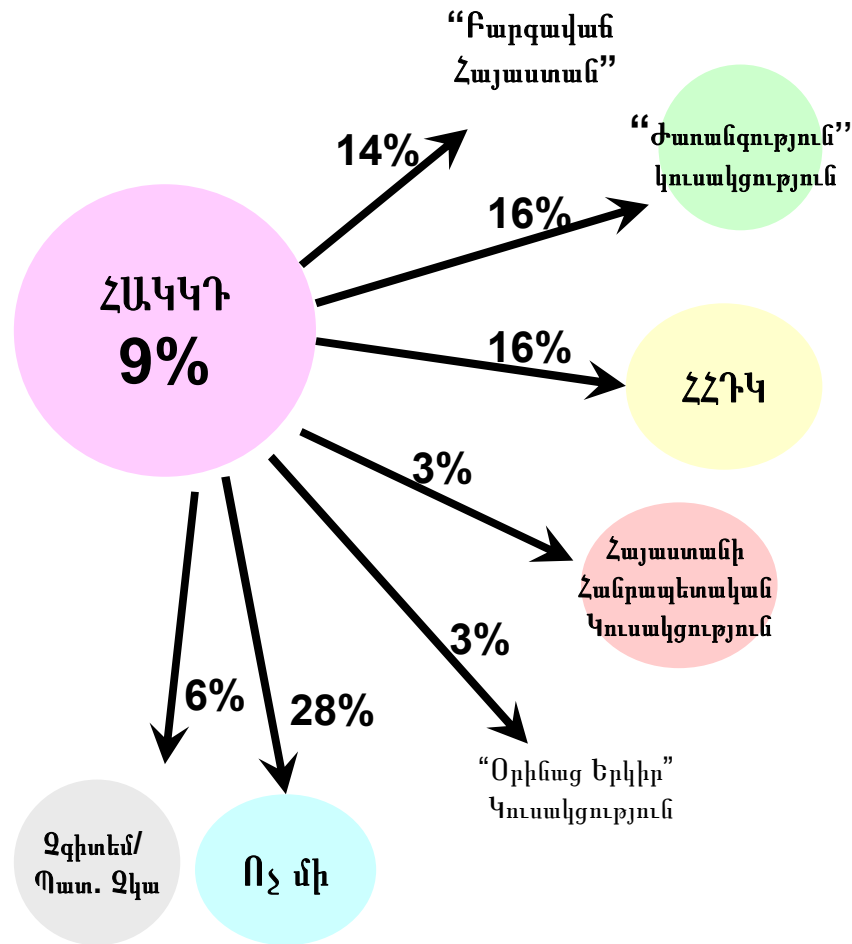 “Բարգավաճ
Հայաստան”
14%
“Ժառանգություն”
կուսակցություն
16%
ՀԱԿԿԴ
9%
16%
ՀՀԴԿ
3%
Հայաստանի
Հանրապետական
Կուսակցություն
3%
6%
28%
“Օրինաց Երկիր”
Կուսակցություն
Չգիտեմ/
Պատ. Չկա
Ոչ մի